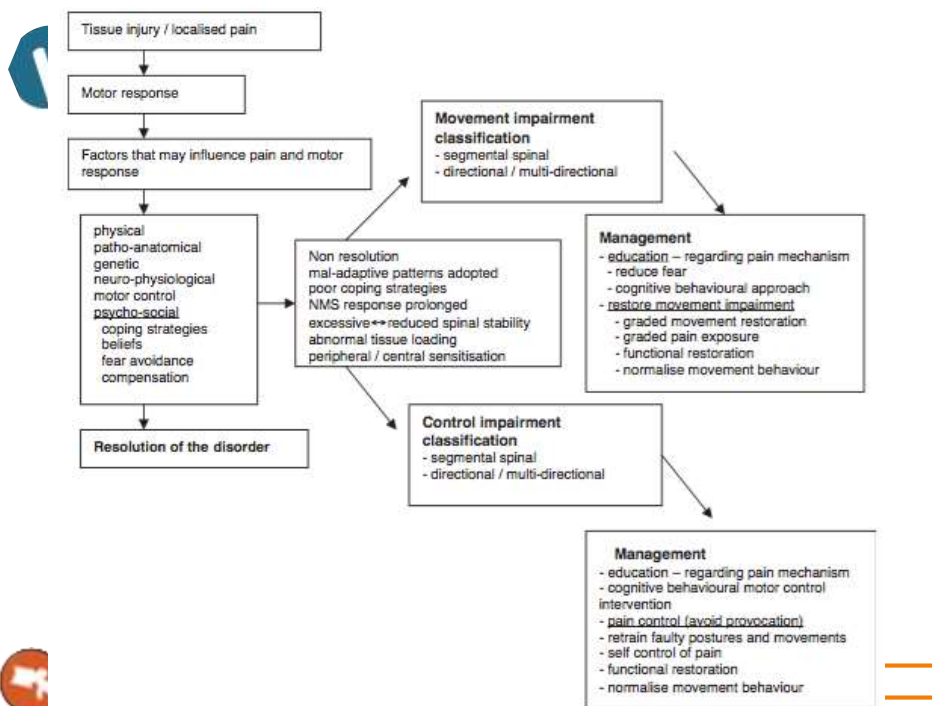 Tissue injury / localised pain
Motor response
Factors that may influence pain and motor
response
physical
patho-anatomical
genetic
neuro-physiological
motor control
psycho-social
coping strategies
beliefs
fear avoidance
compensation
Resolution of the disorder
Non resolution
mal-adaptive patterns adopted
poor coping strategies
NMS response prolonged
excessive↔reduced spinal stability
abnormal tissue loading
peripheral / central sensitisation
Movement impairment
classification
- segmental spinal
- directional / multi-directional
Management
- education – regarding pain mechanism
- reduce fear
- cognitive behavioural approach
- restore movement impairment
- graded movement restoration
- graded pain exposure
- functional restoration
- normalise movement behaviour
Control impairment
classification
- segmental spinal
- directional / multi-directional
Management
- education – regarding pain mechanism
- cognitive behavioural motor control
intervention
- pain control (avoid provocation)
- retrain faulty postures and movements
- self control of pain
- functional restoration
- normalise movement behaviour